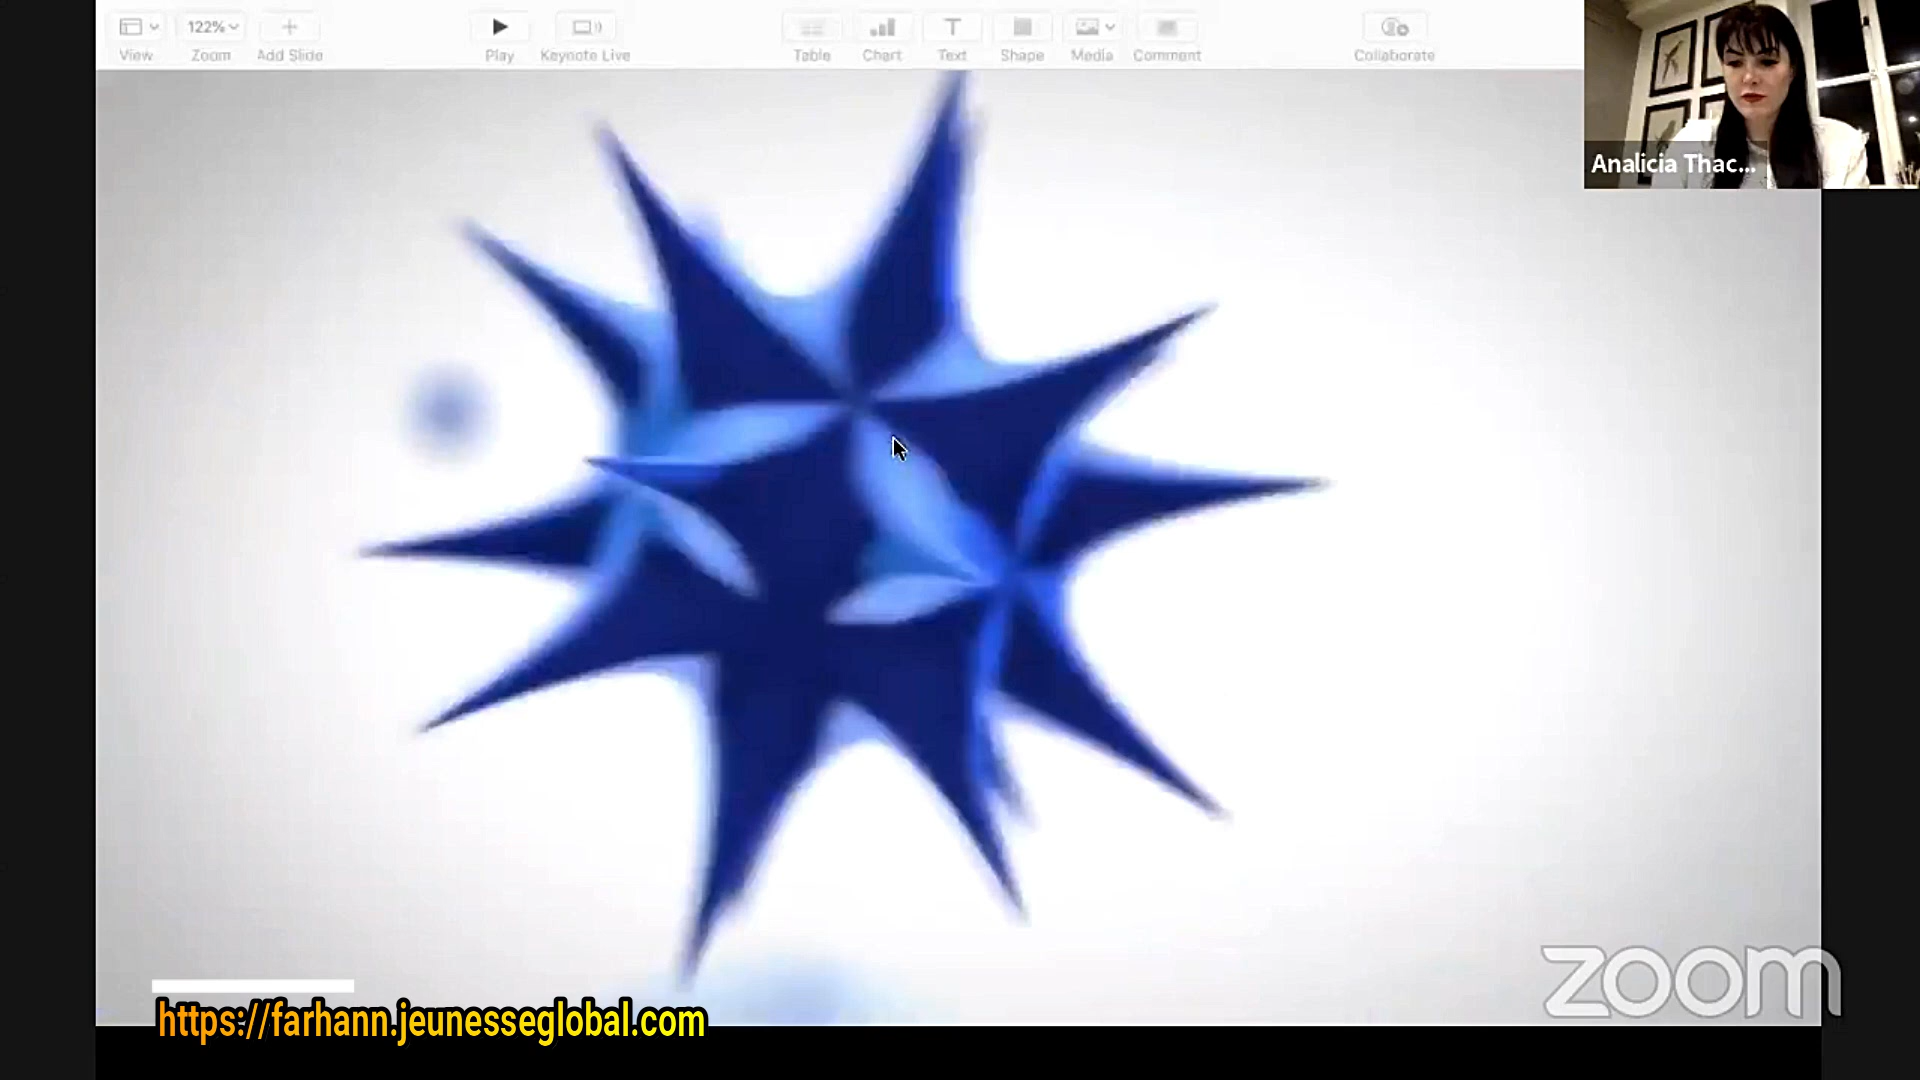 122%
View
Zoom
Add Slide
Play
Keynote Live
Table
Chart
Text
Shape
Media
Comment
Collaborate
Analicia Thac...
zoom
https://farhann.jeunesseglobal.com